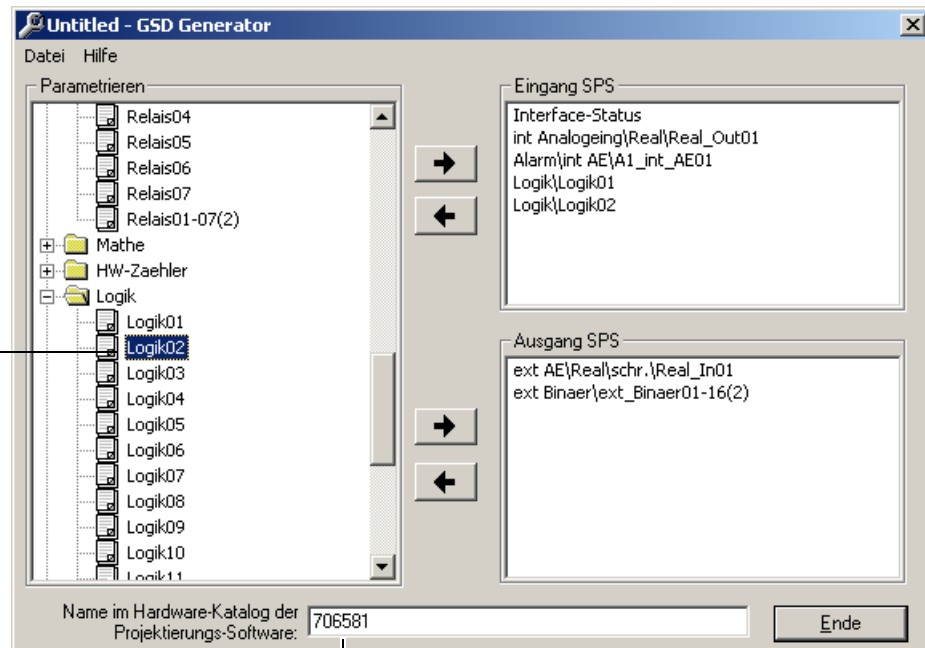 Untitled - GSD Generator
Datei Hilfe
Parametrieren
Relais04
Relais05
Relais06
Relais07
Relais01-07(2)
Mathe
HW-Zaehler
Logik
Logik01
Logik02
Logik03
Logik04
Logik05
Logik06
Logik07
Logik08
Logik09
Logik10
Logik11
Eingang SPS
Interface-Status
int Analogeing\Real\Real_Out01
Alarm\int AE\A1_int_AE01
Logik\Logik01
Logik\Logik02
Ausgang SPS
ext AE\Real\schr.\Real_In01
ext Binaer\ext_Binaer01-16(2)
Name im Hardware-Katalog der
Projektierungs-Software:
706581
Ende